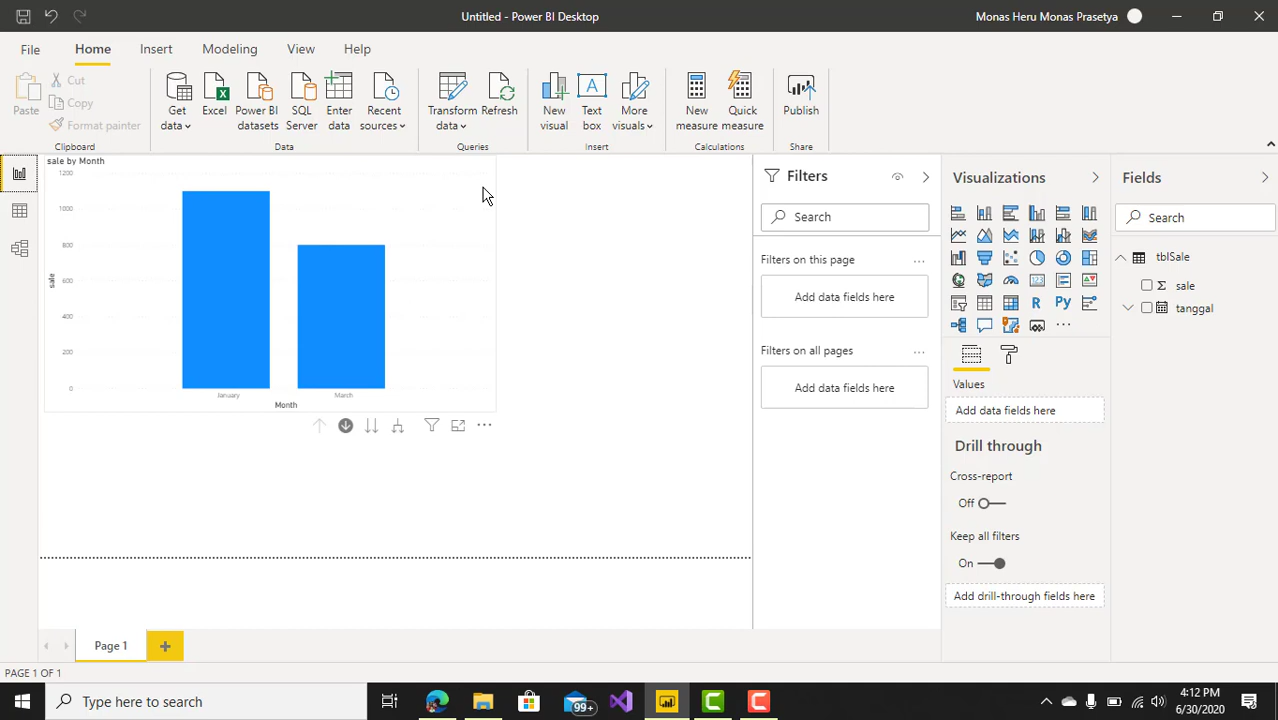 Untitled - Power BI Desktop
Monas Heru Monas Prasetya
File
Home
Insert
Modeling
View
Help
Paste
Cut
Copy
Format painter
Clipboard
Get data
Excel
Power BI datasets
SQL Server
Enter data
Recent sources
Data
Transform data
Refresh
Queries
New visual
Text box
More visuals
Insert
New measure
Quick measure
Calculations
Publish
Share
sale by Month
1200
1000
800
600
400
200
0
sale
January
March
Month
Filters
Search
Filters on this page
Add data fields here
Filters on all pages
Add data fields here
Visualizations
R
Py
123
Values
Add data fields here
Drill through
Cross-report
Off
Keep all filters
On
Add drill-through fields here
Fields
Search
tblSale
Σ sale
tanggal
Page 1
PAGE 1 OF 1
Type here to search
99+
4:12 PM
6/30/2020